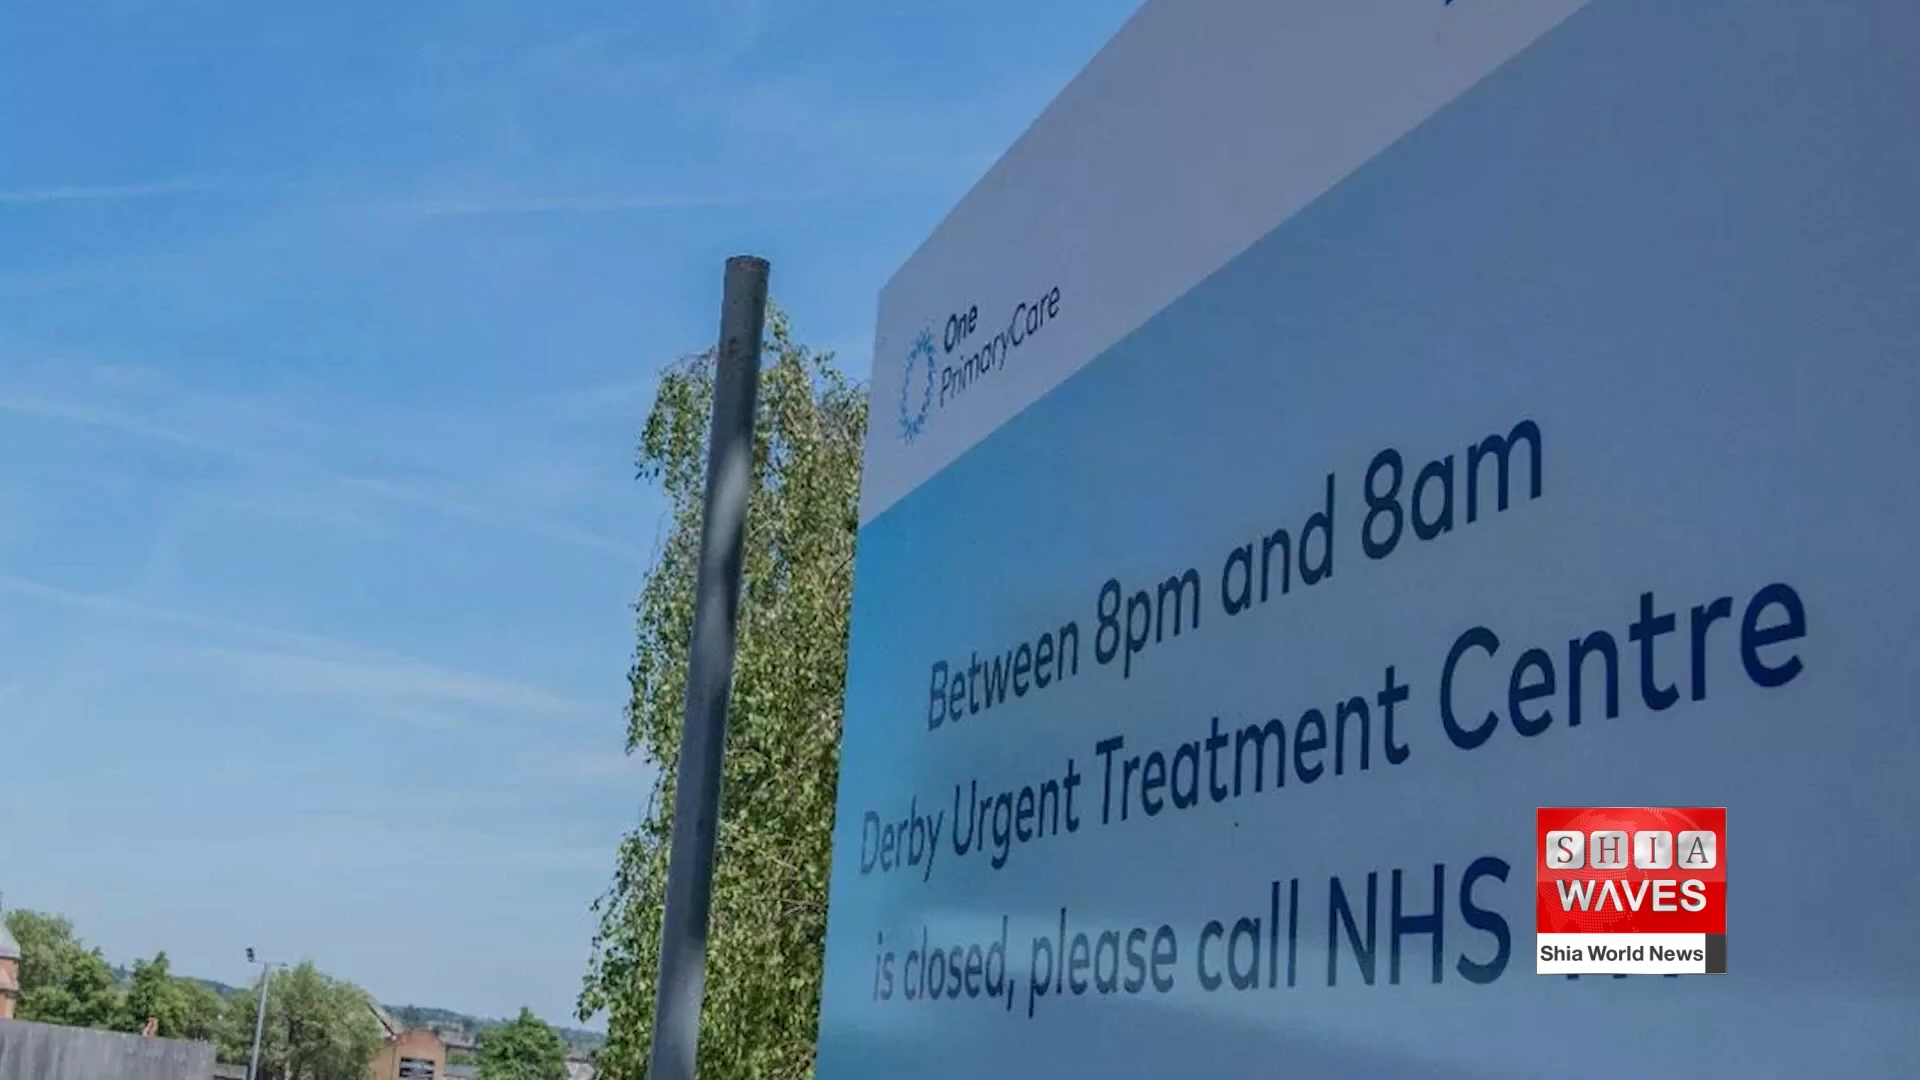 One
PrimaryCare
Between 8pm and 8am
Derby Urgent Treatment Centre
is closed, please call NHS
SHIA
WAVES
Shia World News